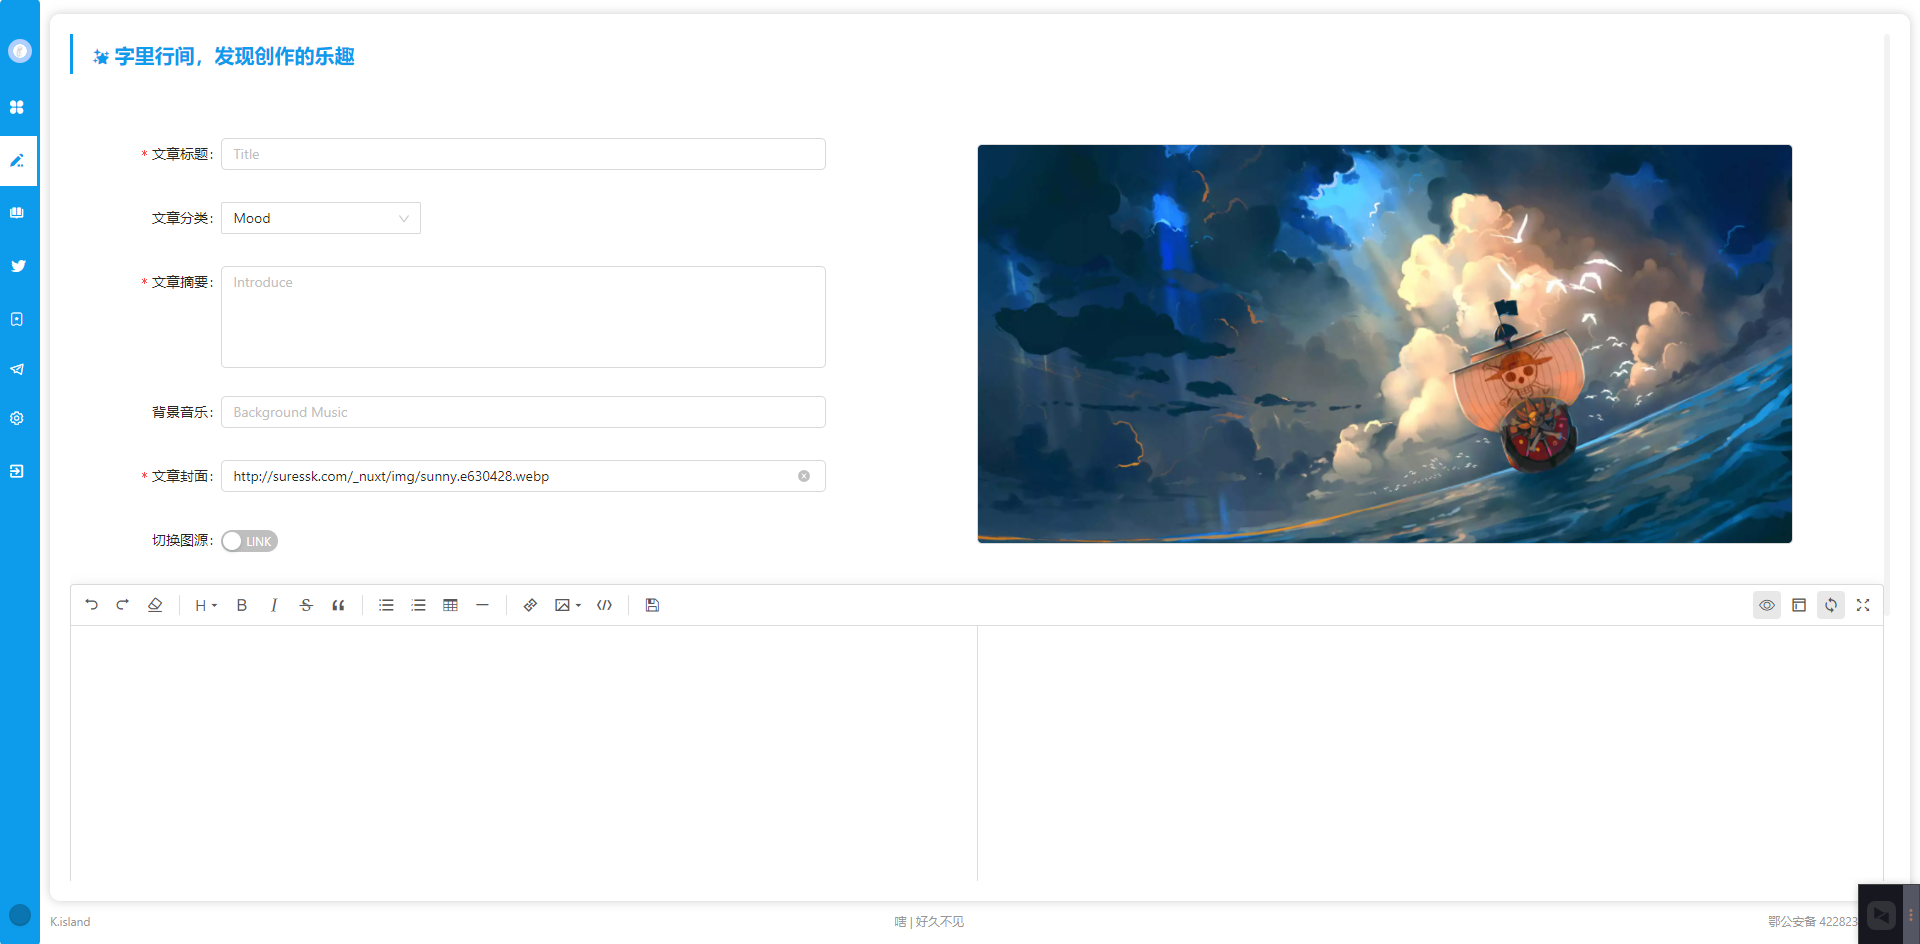 字里行间，发现创作的乐趣
* 文章标题：
Title
文章分类：
Mood
* 文章摘要：
Introduce
背景音乐：
Background Music
* 文章封面：
http://suressk.com/_nuxt/img/sunny.e630428.webp
切换图源：
LINK
H
B
I
S
K.island
嗐 | 好久不见
鄂公安备 422823